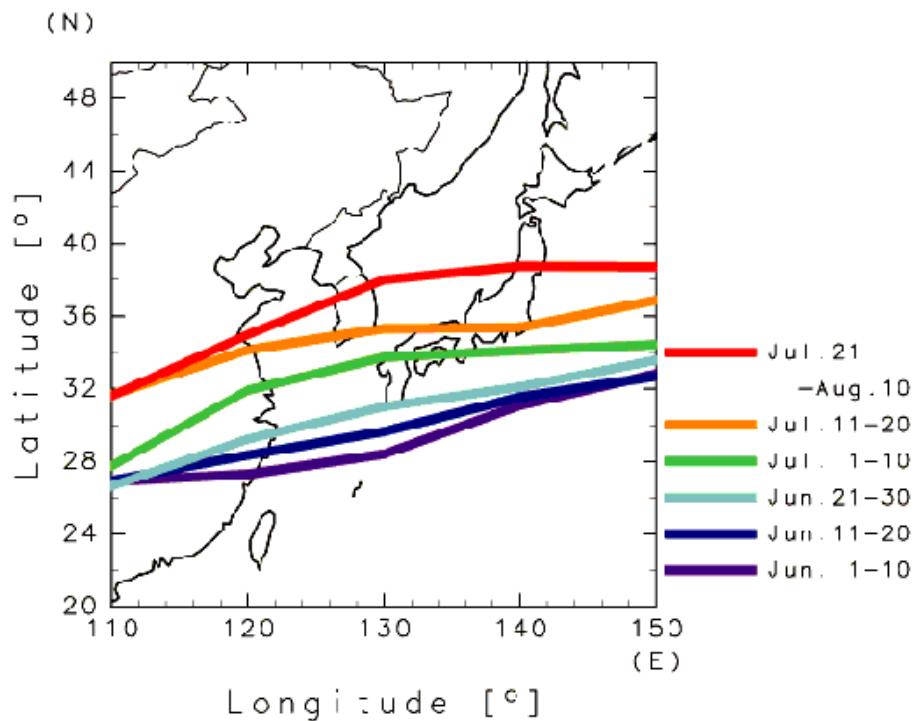 (N)
48
44
40
36
32
28
24
20
Latitude [°]
110
120
130
140
150
(E)
Longitude [°]
Jul.21
-Aug.10
Jul.11-20
Jul. 1-10
Jun.21-30
Jun.11-20
Jun. 1-10